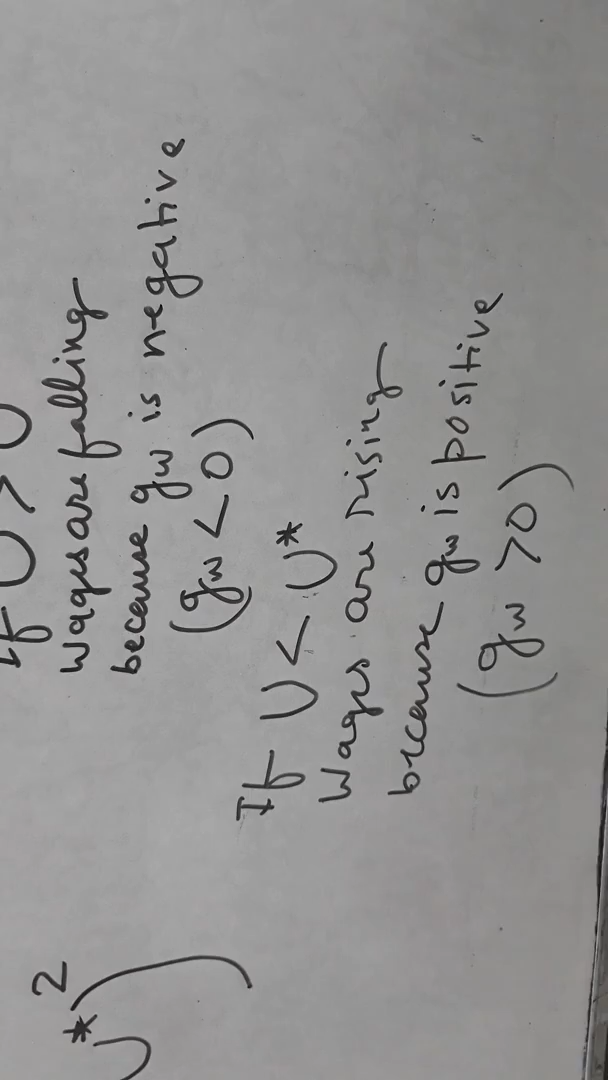 If U > U
Wages are falling
because gw is negative
(gw < 0)
If U < U*
Wages are rising
because gw is positive
(gw > 0)
U*)²